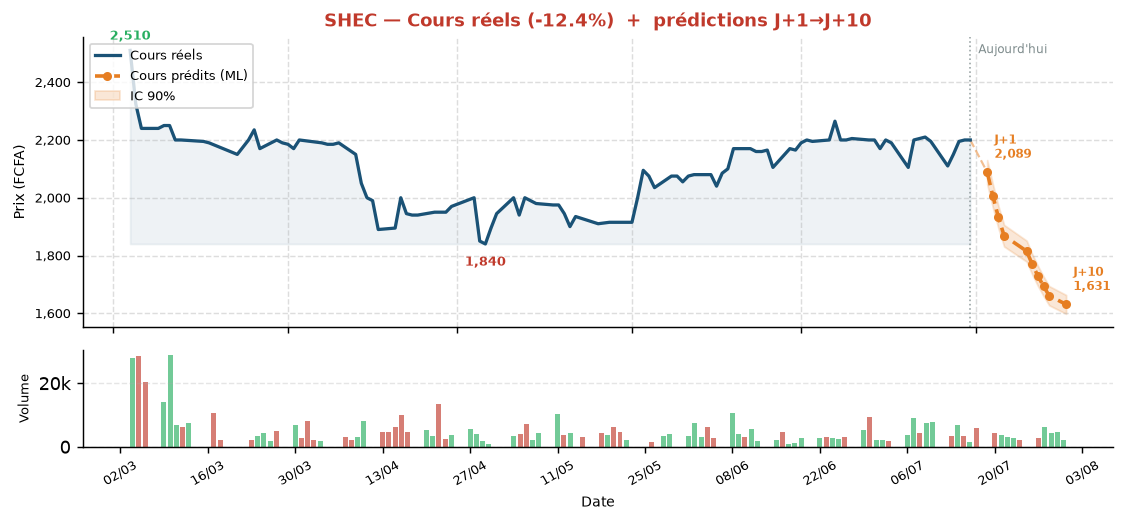 SHEC — Cours réels (-12.4%)  +  prédictions J+1→J+10
2,510
Cours réels
Cours prédits (ML)
IC 90%
Aujourd'hui
J+1
2,089
J+10
1,631
1,840
Prix (FCFA)
2,400
2,200
2,000
1,800
1,600
Volume
20k
0
02/03
16/03
30/03
13/04
27/04
11/05
25/05
08/06
22/06
06/07
20/07
03/08
Date